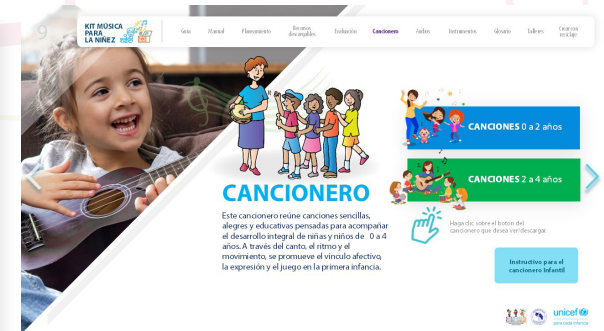 9
KIT MÚSICA
PARA
LA NIÑEZ
Guía
Manual
Planeamiento
Recursos
descargables
Evaluación
Cancionero
Audios
Instrumentos
Glosario
Talleres
CANCIONES 0 a 2 años
CANCIONES 2 a 4 años
CANCIONERO
Este cancionero reúne canciones sencillas,
alegres y educativas pensadas para acompañar
el desarrollo integral de niñas y niños de 0 a 4
años. A través del canto, el ritmo y el
movimiento, se promueve el vínculo afectivo,
la expresión y el juego en la primera infancia.
Haga clic sobre el botón del
cancionero que desea ver/descargar.
Instructivo para el
cancionero Infantil
unicef
para cada infancia